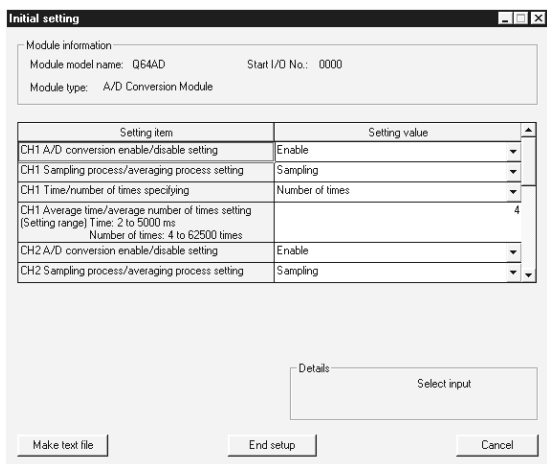 Initial setting
Module information
Module model name: Q64AD Start I/O No.: 0000
Module type: A/D Conversion Module
Setting item Setting value
CH1 A/D conversion enable/disable setting Enable
CH1 Sampling process/averaging process setting Sampling
CH1 Time/number of times specifying Number of times
CH1 Average time/average number of times setting 4
(Setting range) Time: 2 to 5000 ms
Number of times: 4 to 62500 times
CH2 A/D conversion enable/disable setting Enable
CH2 Sampling process/averaging process setting Sampling
Details
Select input
Make text file End setup Cancel